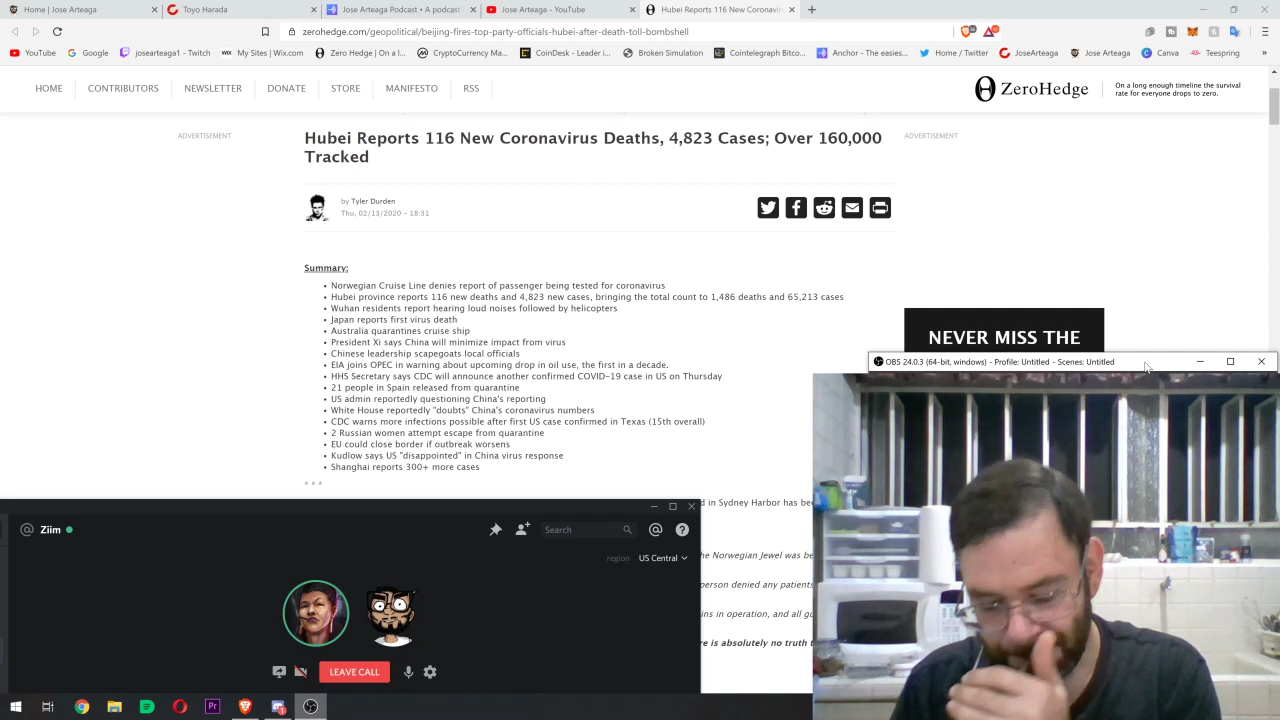 Home | Jose Arteaga
Toyo Harada
Jose Arteaga Podcast • A podcast
Jose Arteaga - YouTube
Hubei Reports 116 New Coronavir
zerohedge.com/geopolitical/beijing-fires-top-party-officials-hubei-after-death-toll-bombshell
YouTube
Google
josearteaga1 - Twitch
My Sites | Wix.com
Zero Hedge | On a l...
CryptoCurrency Ma...
CoinDesk - Leader i...
Broken Simulation
Cointelegraph Bitco...
Anchor - The easies...
Home / Twitter
JoseArteaga
Jose Arteaga
Canva
Teespring
HOME
CONTRIBUTORS
NEWSLETTER
DONATE
STORE
MANIFESTO
RSS
ZeroHedge
On a long enough timeline the survival
rate for everyone drops to zero.
ADVERTISEMENT
Hubei Reports 116 New Coronavirus Deaths, 4,823 Cases; Over 160,000
Tracked
ADVERTISEMENT
by Tyler Durden
Thu, 02/13/2020 - 18:31
Summary:
• Norwegian Cruise Line denies report of passenger being tested for coronavirus
• Hubei province reports 116 new deaths and 4,823 new cases, bringing the total count to 1,486 deaths and 65,213 cases
• Wuhan residents report hearing loud noises followed by helicopters
• Japan reports first virus death
• Australia quarantines cruise ship
• President Xi says China will minimize impact from virus
• Chinese leadership scapegoats local officials
• EIA joins OPEC in warning about upcoming drop in oil use, the first in a decade.
• HHS Secretary says CDC will announce another confirmed COVID-19 case in US on Thursday
• 21 people in Spain released from quarantine
• US admin reportedly questioning China's reporting
• White House reportedly "doubts" China's coronavirus numbers
• CDC warns more infections possible after first US case confirmed in Texas (15th overall)
• 2 Russian women attempt escape from quarantine
• EU could close border if outbreak worsens
• Kudlow says US "disappointed" in China virus response
• Shanghai reports 300+ more cases
* * *
NEVER MISS THE
OBS 24.0.3 (64-bit, windows) - Profile: Untitled - Scenes: Untitled
d in Sydney Harbor has bee
he Norwegian Jewel was be
person denied any patients
ins in operation, and all gu
re is absolutely no truth t
Ziim
Search
region
US Central
LEAVE CALL